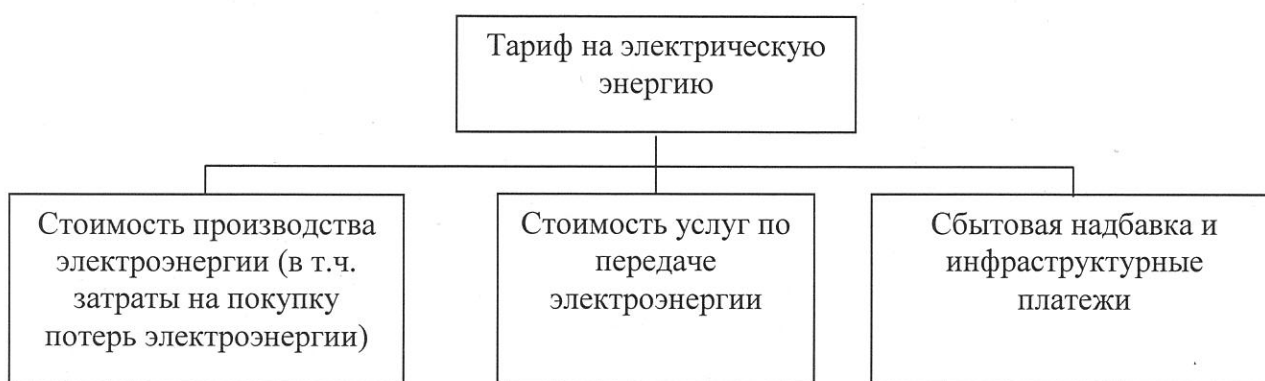 Тариф на электрическую
энергию
Стоимость производства
электроэнергии (в т.ч.
затраты на покупку
потерь электроэнергии)
Стоимость услуг по
передаче
электроэнергии
Сбытовая надбавка и
инфраструктурные
платежи